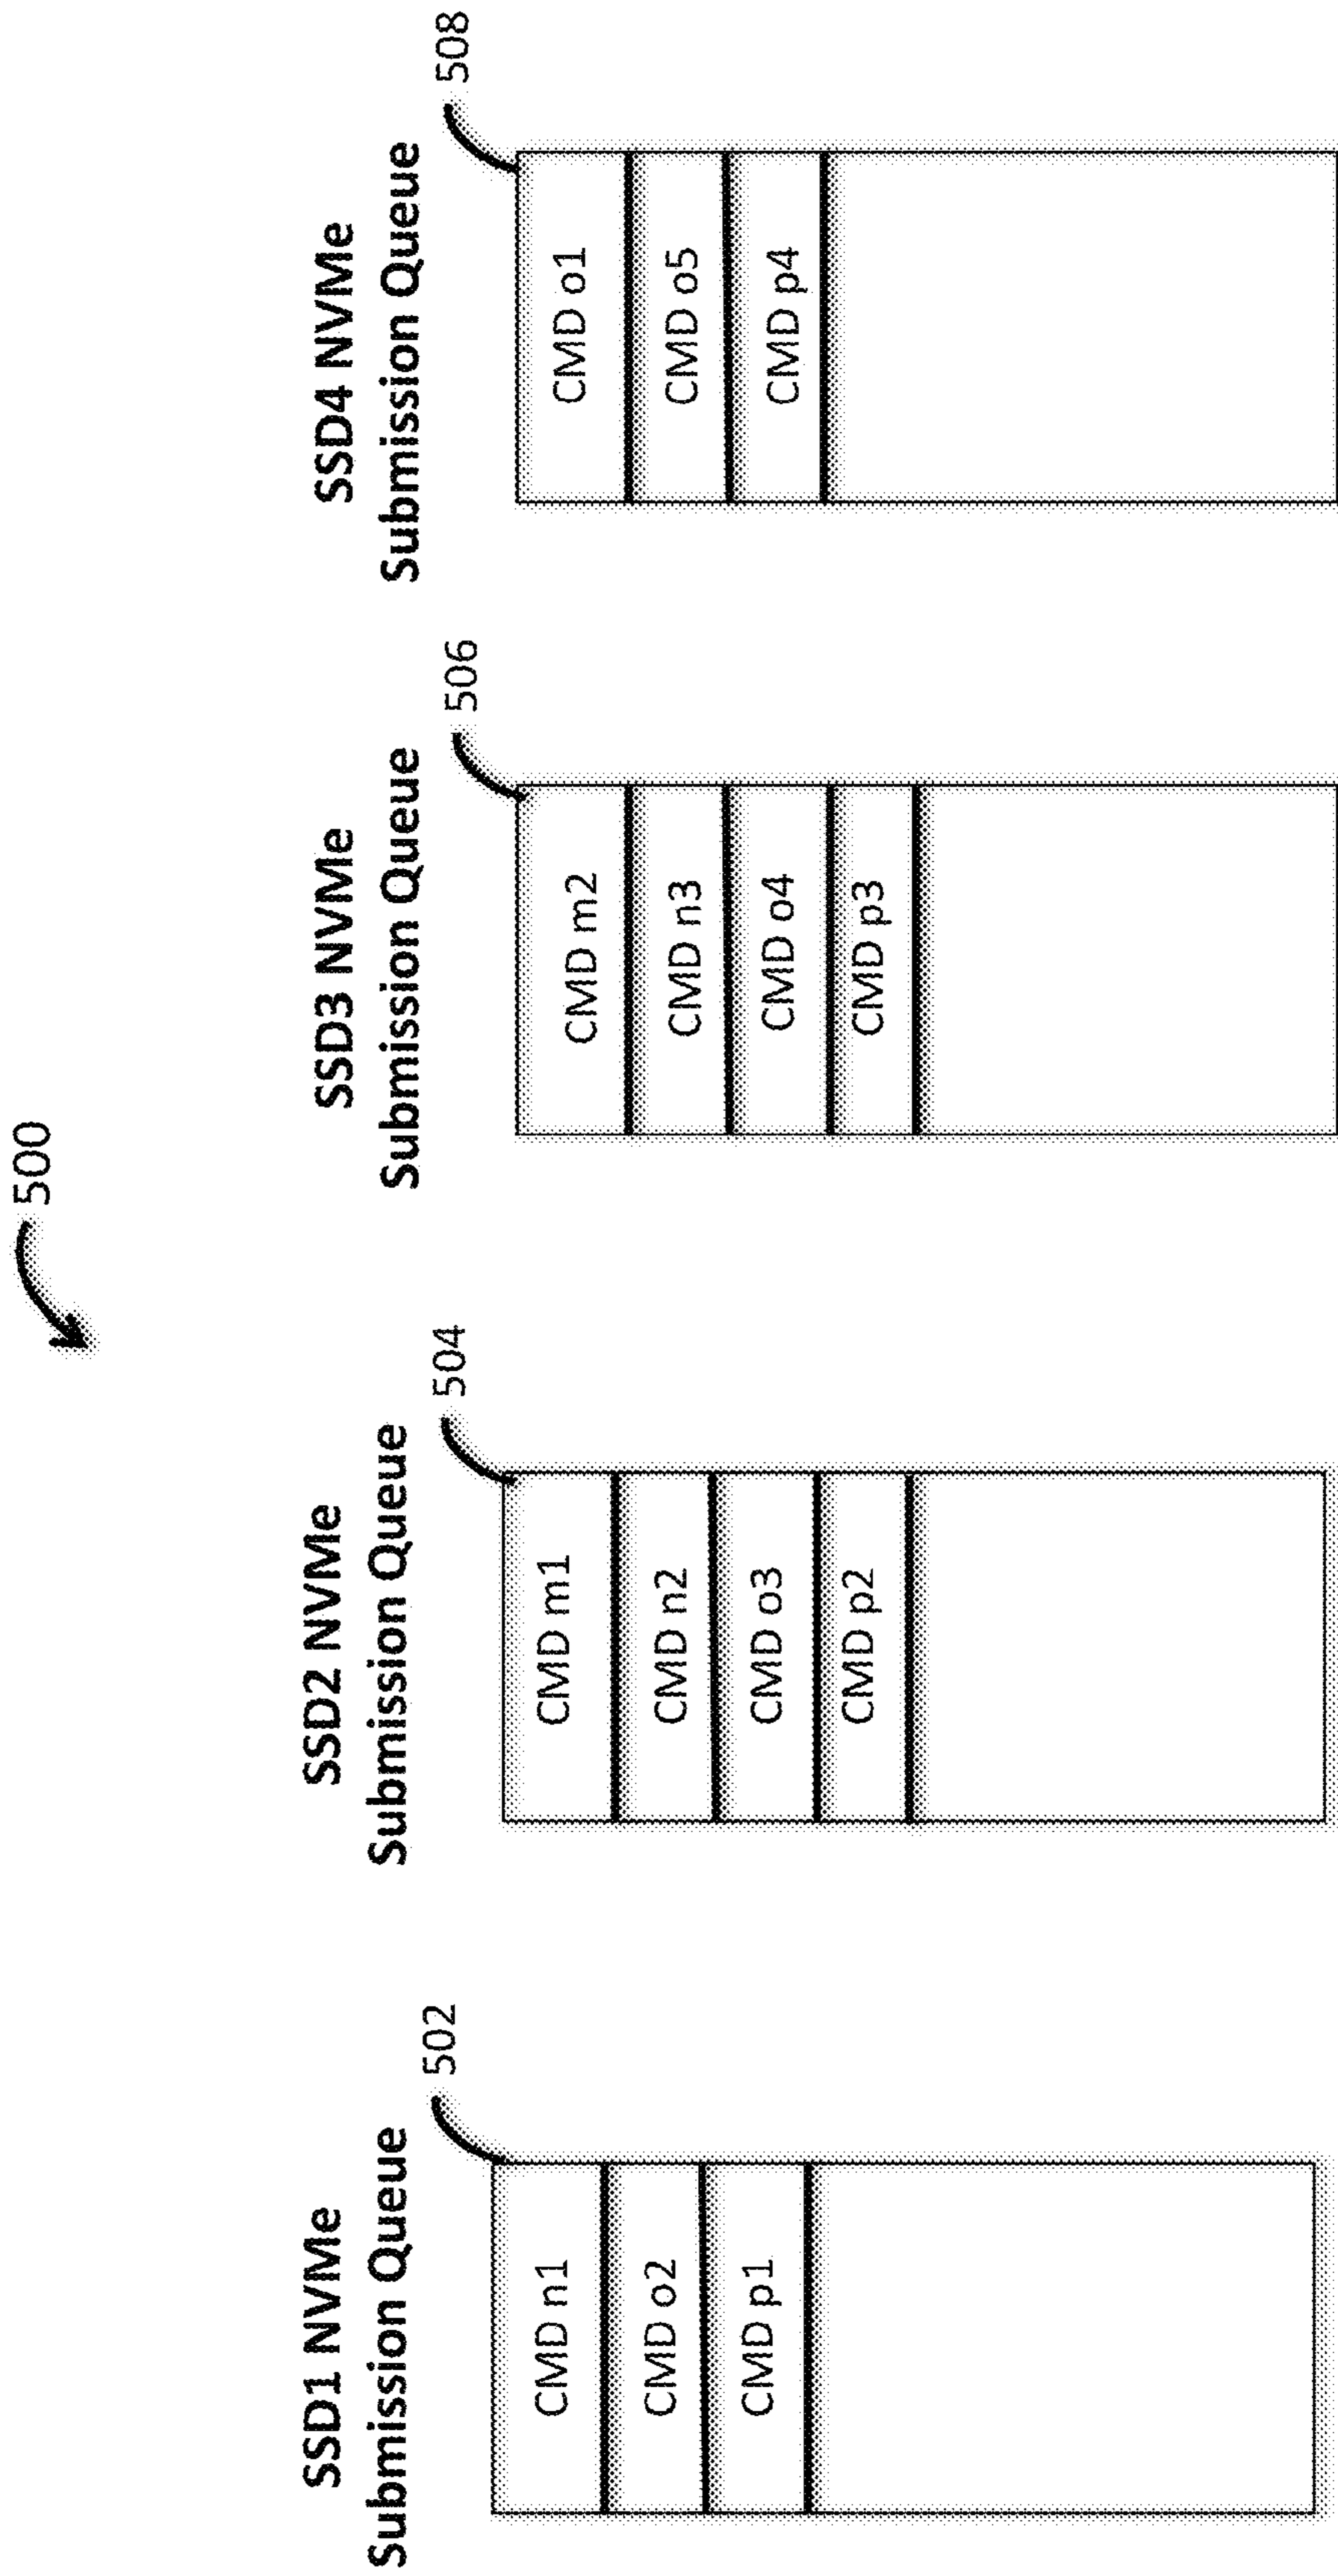 500
SSD1 NVMe
Submission Queue
502
CMD n1
CMD o2
CMD p1
SSD2 NVMe
Submission Queue
504
CMD m1
CMD n2
CMD o3
CMD p2
SSD3 NVMe
Submission Queue
506
CMD m2
CMD n3
CMD o4
CMD p3
SSD4 NVMe
Submission Queue
508
CMD o1
CMD o5
CMD p4